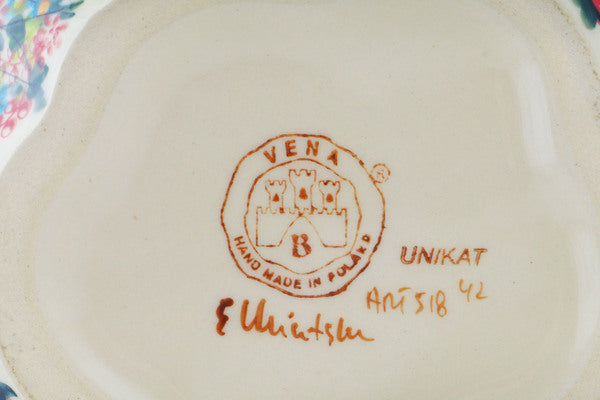 VENA
®
B
HAND MADE IN POLAND
UNIKAT
ART 518 42